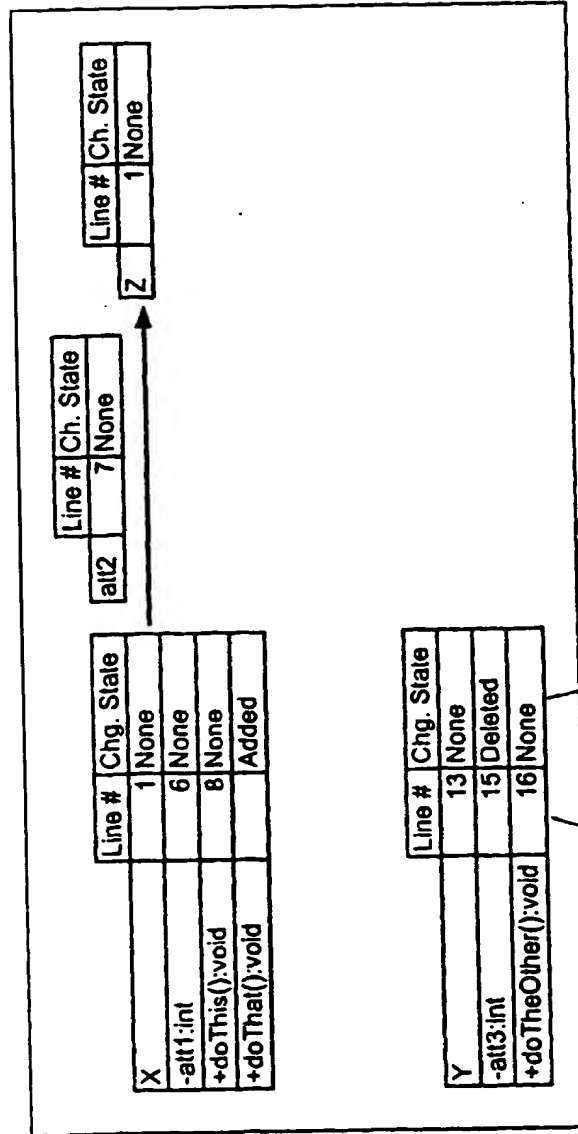 Line # Chg. State
X 1 None
-att1:int 6 None
+doThis():void 8 None
+doThat():void Added
Line # Ch. State
att2 7 None
Line # Ch. State
Z 1 None
Line # Chg. State
Y 13 None
-att3:int 15 Deleted
+doTheOther():void 16 None